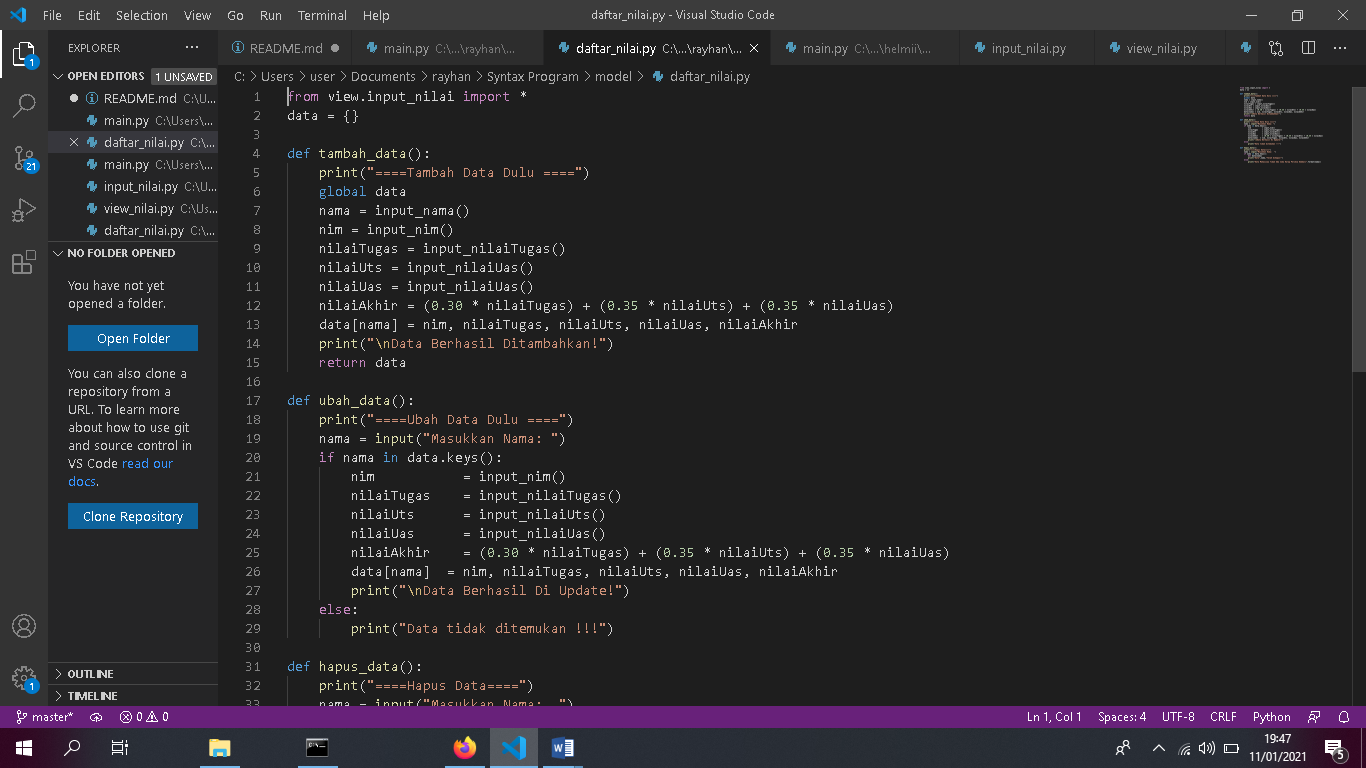 File Edit Selection View Go Run Terminal Help
daftar_nilai.py - Visual Studio Code
EXPLORER
README.md
main.py C:\...\rayhan\...
daftar_nilai.py C:\...\rayhan\...
main.py C:\...\helmii\...
input_nilai.py
view_nilai.py
OPEN EDITORS 1 UNSAVED
README.md C:\U...
main.py C:\Users\...
daftar_nilai.py C:\...
main.py C:\Users\...
input_nilai.py C:\U...
view_nilai.py C:\Us...
daftar_nilai.py C:\...
NO FOLDER OPENED
You have not yet
opened a folder.
Open Folder
You can also clone a
repository from a
URL. To learn more
about how to use git
and source control in
VS Code read our
docs.
Clone Repository
OUTLINE
TIMELINE
1
21
1
C: > Users > user > Documents > rayhan > Syntax Program > model > daftar_nilai.py
1 from view.input_nilai import *
2 data = {}
3
4 def tambah_data():
5     print("====Tambah Data Dulu ====")
6     global data
7     nama = input_nama()
8     nim = input_nim()
9     nilaiTugas = input_nilaiTugas()
10     nilaiUts = input_nilaiUas()
11     nilaiUas = input_nilaiUas()
12     nilaiAkhir = (0.30 * nilaiTugas) + (0.35 * nilaiUts) + (0.35 * nilaiUas)
13     data[nama] = nim, nilaiTugas, nilaiUts, nilaiUas, nilaiAkhir
14     print("\nData Berhasil Ditambahkan!")
15     return data
16
17 def ubah_data():
18     print("====Ubah Data Dulu ====")
19     nama = input("Masukkan Nama: ")
20     if nama in data.keys():
21         nim           = input_nim()
22         nilaiTugas    = input_nilaiTugas()
23         nilaiUts      = input_nilaiUts()
24         nilaiUas      = input_nilaiUas()
25         nilaiAkhir    = (0.30 * nilaiTugas) + (0.35 * nilaiUts) + (0.35 * nilaiUas)
26         data[nama]  = nim, nilaiTugas, nilaiUts, nilaiUas, nilaiAkhir
27         print("\nData Berhasil Di Update!")
28     else:
29         print("Data tidak ditemukan !!!")
30
31 def hapus_data():
32     print("====Hapus Data====")
33     nama = input("Masukkan Nama:  ")
master* 0 0
Ln 1, Col 1 Spaces: 4 UTF-8 CRLF Python
19:47
11/01/2021
5